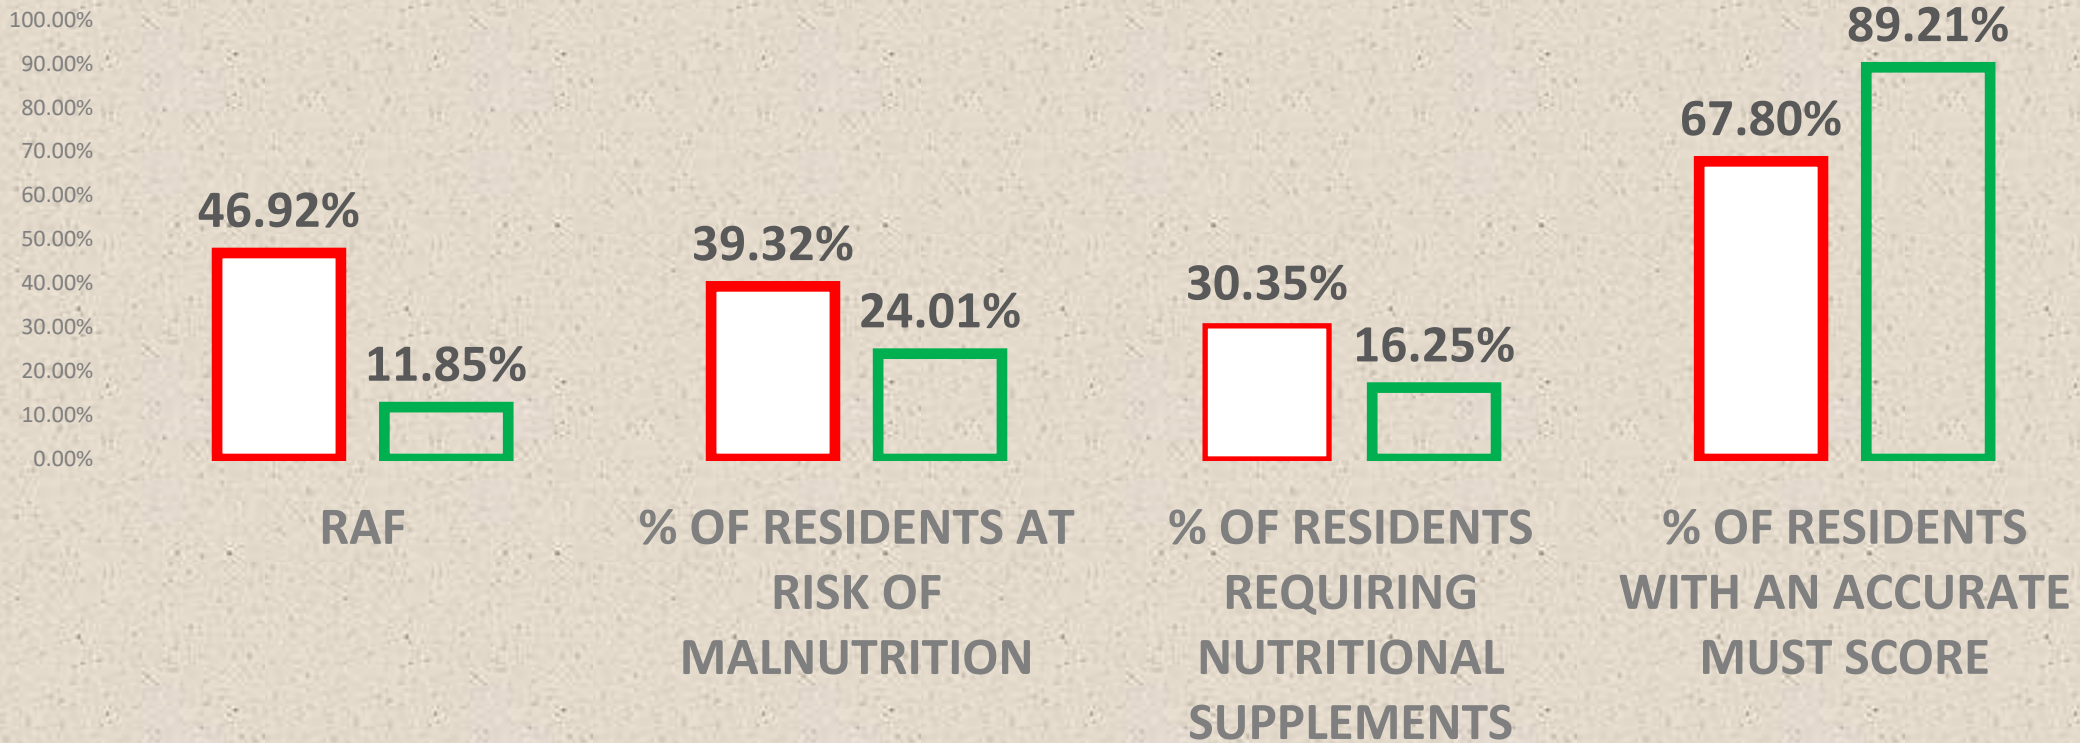 100.00%
90.00%
80.00%
70.00%
60.00%
50.00%
40.00%
30.00%
20.00%
10.00%
0.00%
46.92%
11.85%
39.32%
24.01%
30.35%
16.25%
67.80%
89.21%
RAF
% OF RESIDENTS AT
RISK OF
MALNUTRITION
% OF RESIDENTS
REQUIRING
NUTRITIONAL
SUPPLEMENTS
% OF RESIDENTS
WITH AN ACCURATE
MUST SCORE